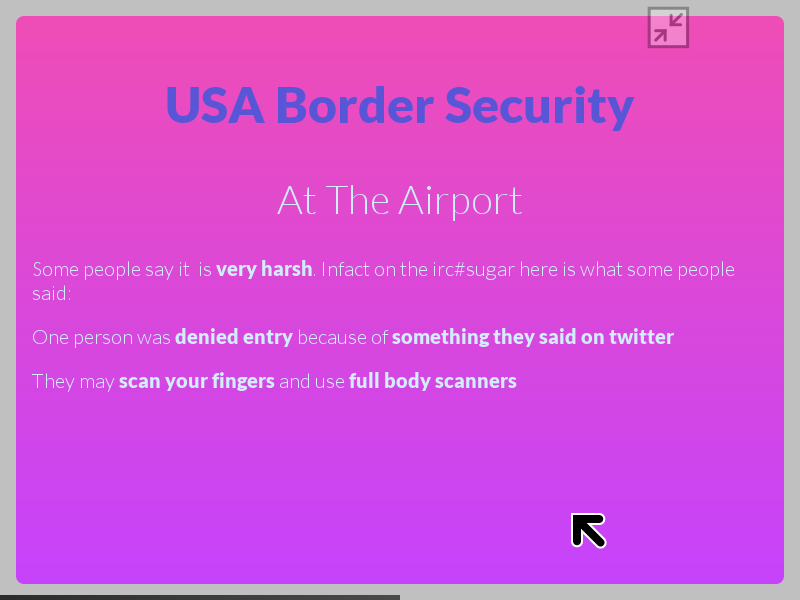 USA Border Security
At The Airport
Some people say it  is very harsh. Infact on the irc#sugar here is what some people
said:
One person was denied entry because of something they said on twitter
They may scan your fingers and use full body scanners